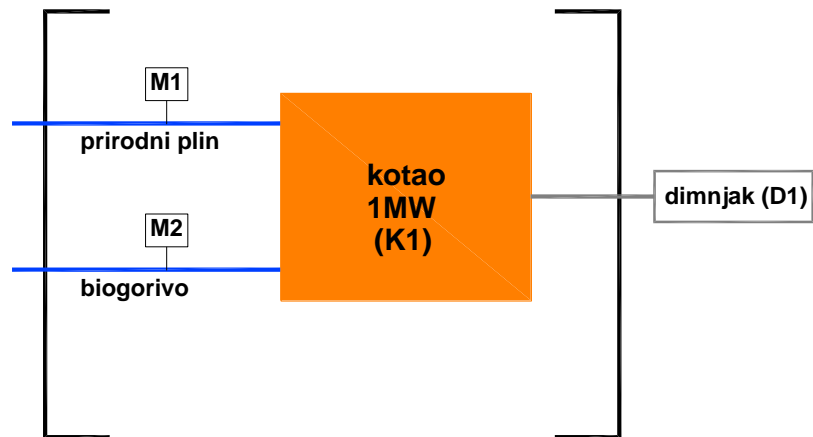 M1
prirodni plin
M2
biogorivo
kotao
1MW
(K1)
dimnjak (D1)